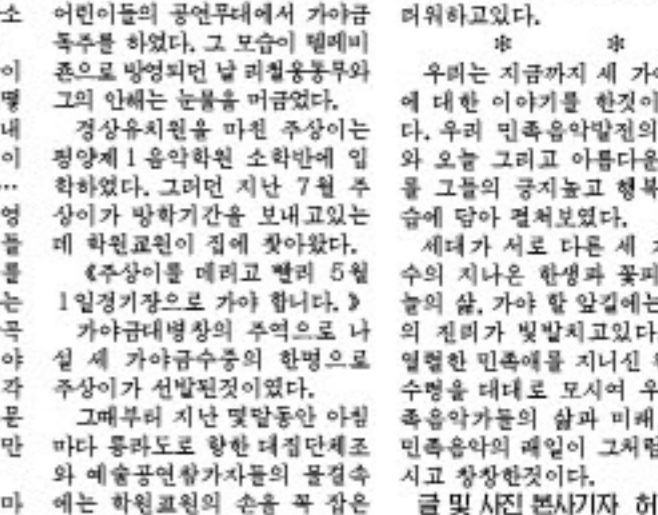 소
이
떻
내
이
…
영
들
를
는
곡
야
각
문
만
마
어린이들의 공연무대에서 가야금
독주를 하였다. 그 모습이 텔레비
죤으로 방영되던 날 리철웅동무와
그의 안해는 눈물을 머금었다.
경상유치원을 마친 주상이는
평양제1음악학원 소학반에 입
학하였다. 그러던 지난 7월 주
상이가 방학기간을 보내고있는
데 학원교원이 집에 찾아왔다.
《주상이를 데리고 빨리 5월
1일경기장으로 가야 합니다.》
가야금대병창의 주역으로 나
설 세 가야금수중의 한명으로
주상이가 선발된것이였다.
그때부터 지난 몇달동안 아침
마다 릉라도로 향한 대집단체조
와 예술공연참가자들의 물결속
에는 학원교원의 손을 꼭 잡은
러워하고있다.
* *
우리는 지금까지 세 가야
에 대한 이야기를 한것이
다. 우리 민족음악발전의
와 오늘 그리고 아름다운
를 그들의 긍지높고 행복
습에 담아 펼쳐보였다.
세대가 서로 다른 세
수의 지나온 한생과 꽃피
늘의 삶, 가야 할 앞길에는
의 진리가 빛발치고있다
열렬한 민족애를 지니신
수령을 대대로 모시여 우
족음악가들의 삶과 미래
민족음악의 래일이 그처럼
시고 창창한것이다.
글 및 사진 본사기자 허